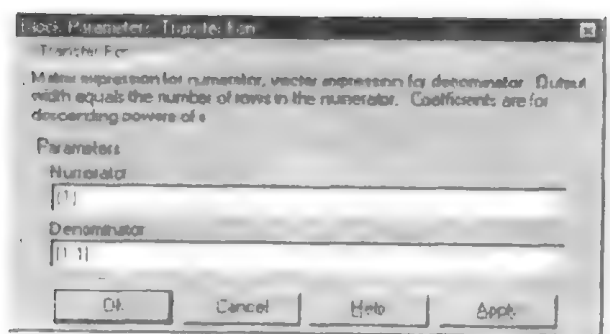 Block Parameters: Transfer Fcn
Transfer Fcn
Matrix expression for numerator, vector expression for denominator. Output
width equals the number of rows in the numerator. Coefficients are for
descending powers of s
Parameters
Numerator
[1]
Denominator
[1 1]
OK Cancel Help Apply